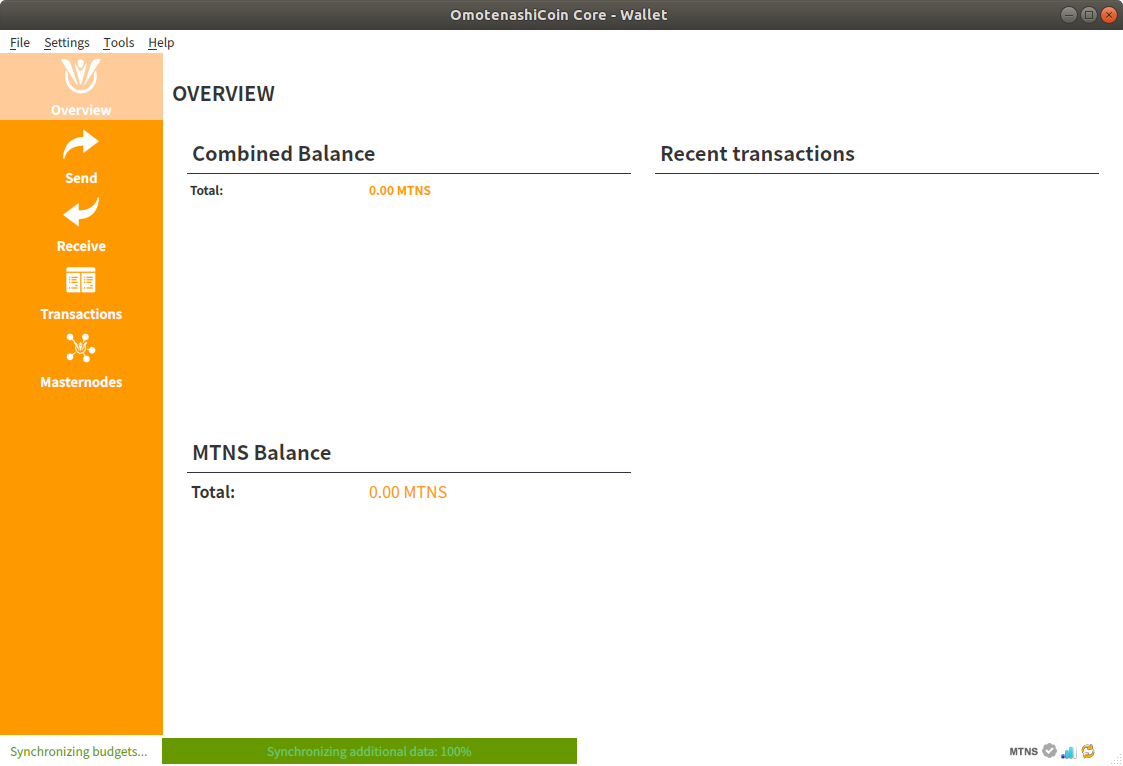 OmotenashiCoin Core - Wallet
File Settings Tools Help
Overview
Send
Receive
Transactions
Masternodes
OVERVIEW
Combined Balance
Total: 0.00 MTNS
Recent transactions
MTNS Balance
Total: 0.00 MTNS
Synchronizing budgets... Synchronizing additional data: 100% MTNS